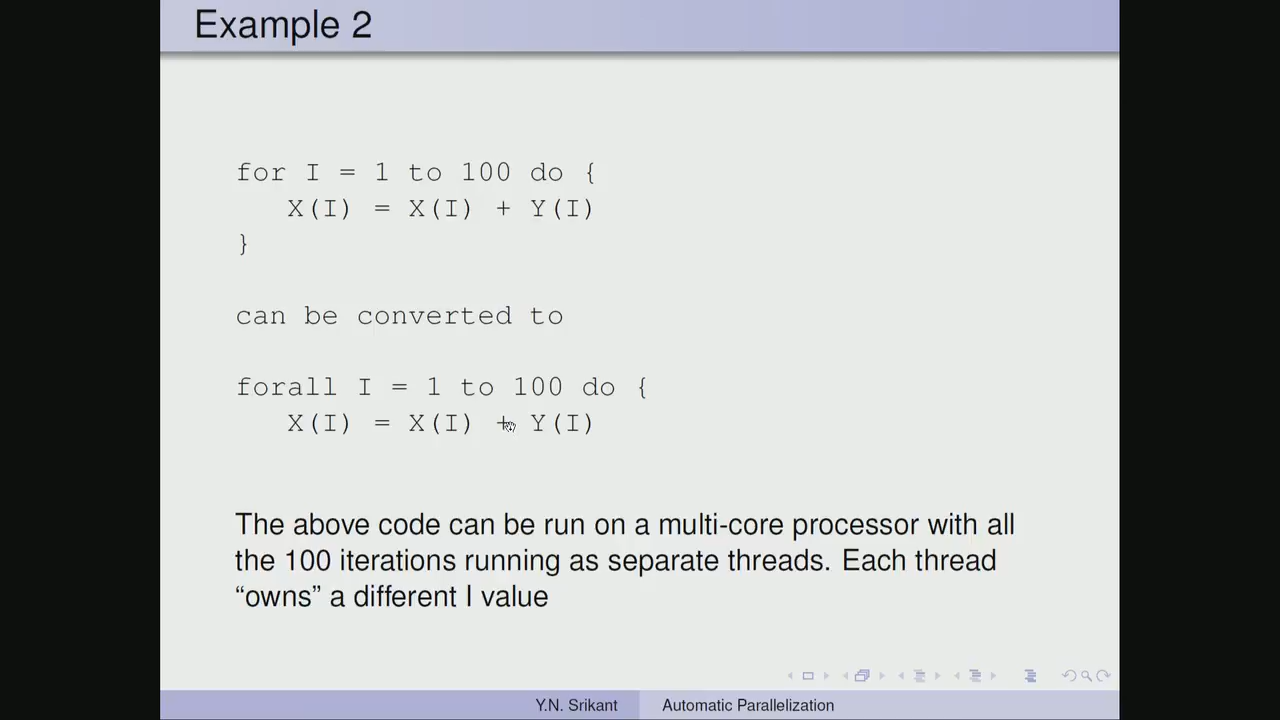 Example 2
for I = 1 to 100 do {
X(I) = X(I) + Y(I)
}
can be converted to
forall I = 1 to 100 do {
X(I) = X(I) + Y(I)
The above code can be run on a multi-core processor with all
the 100 iterations running as separate threads. Each thread
“owns” a different I value
Y.N. Srikant
Automatic Parallelization